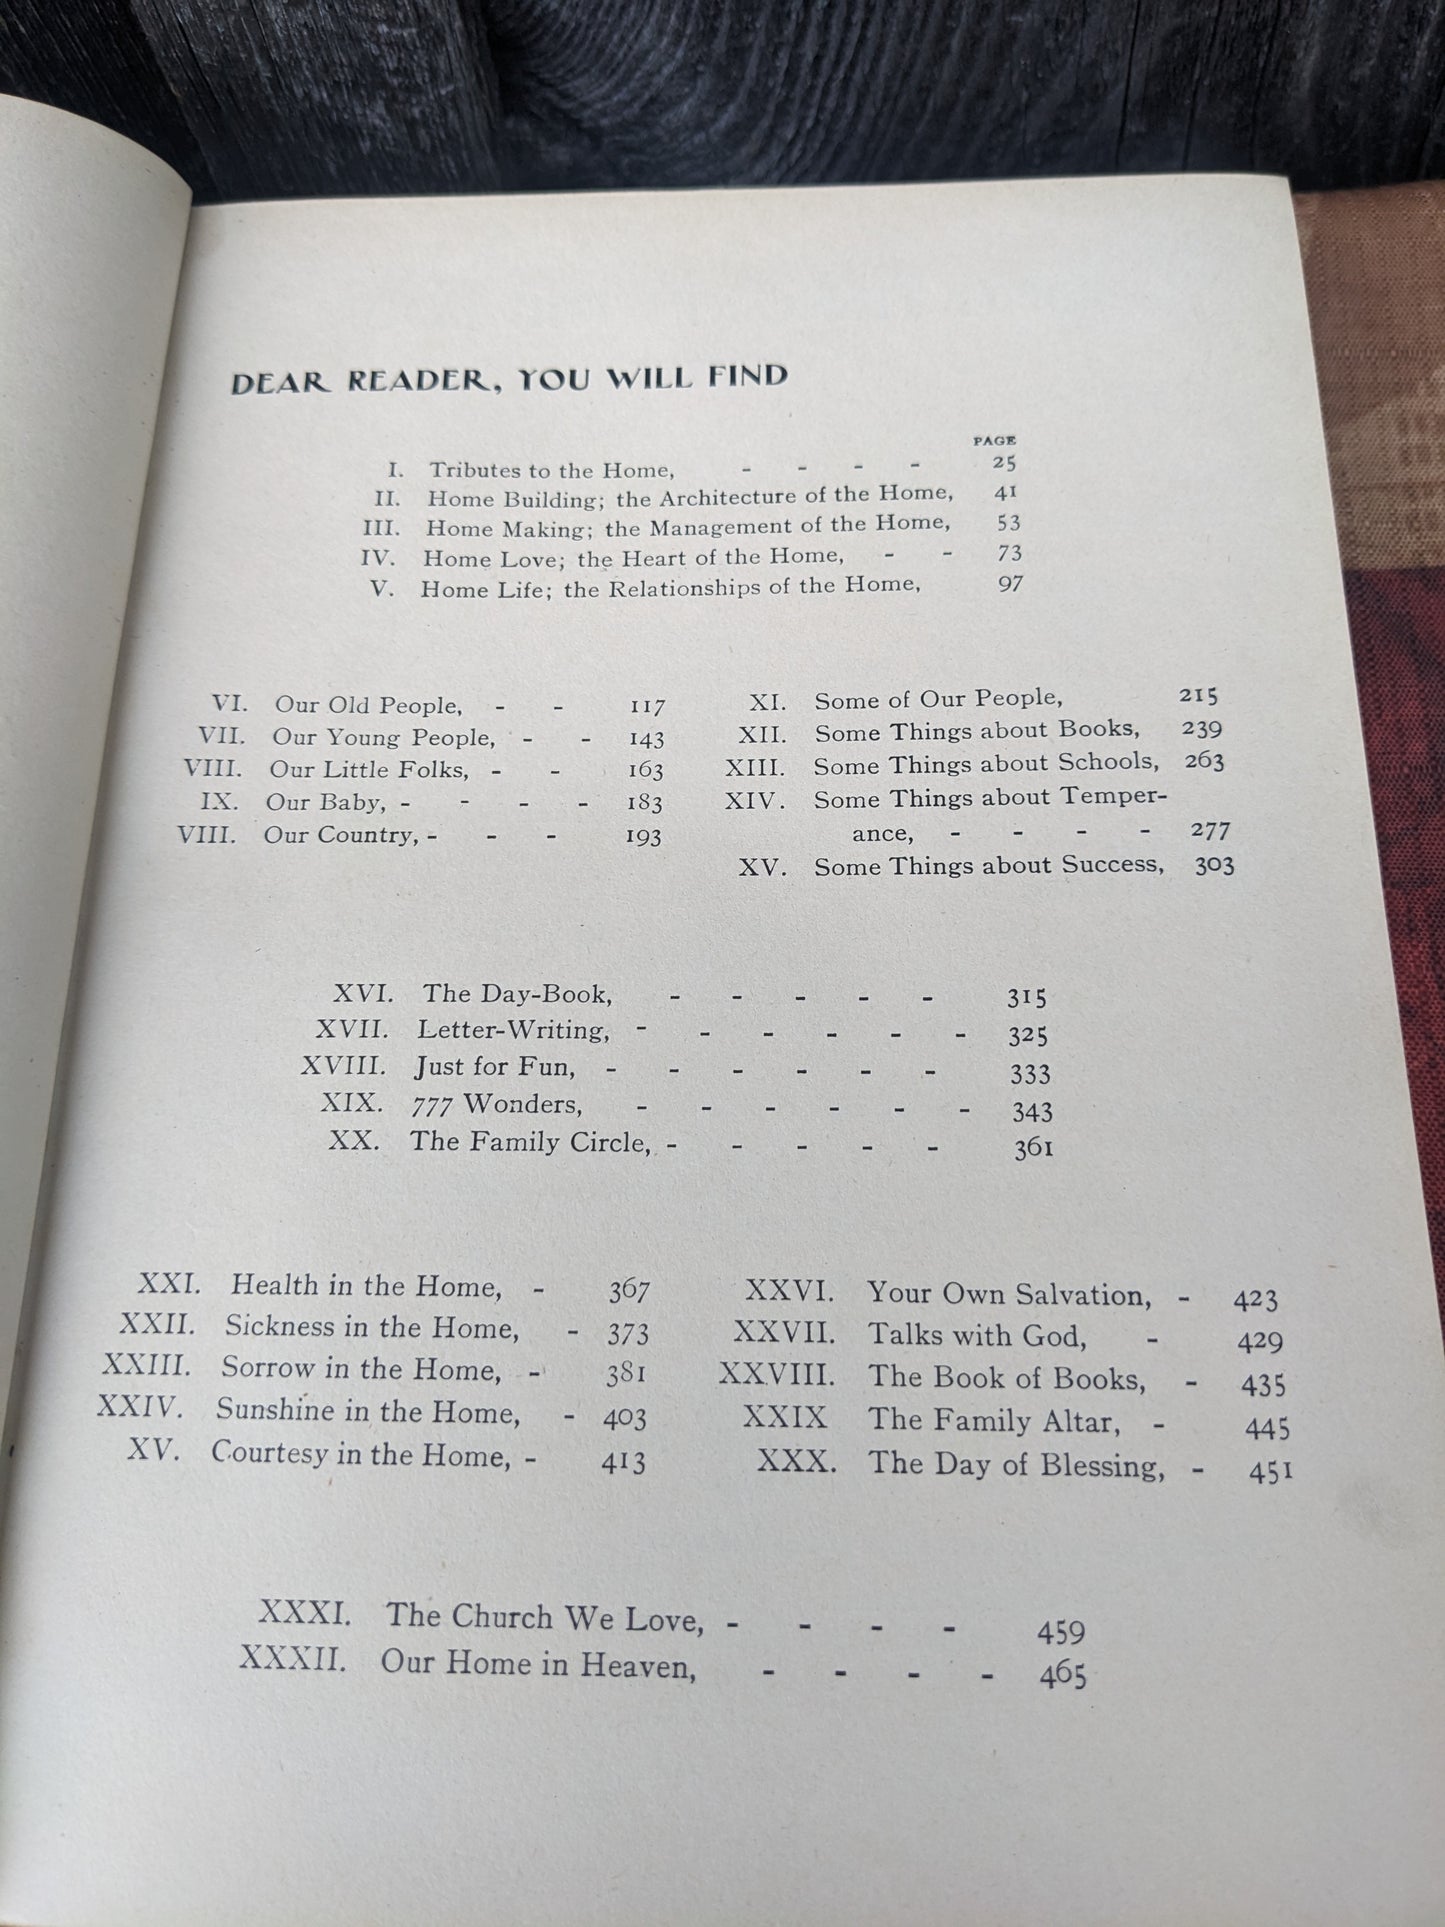 DEAR READER, YOU WILL FIND
PAGE
I. Tributes to the Home, - - - - 25
II. Home Building; the Architecture of the Home, 41
III. Home Making; the Management of the Home, 53
IV. Home Love; the Heart of the Home, - - 73
V. Home Life; the Relationships of the Home, 97
VI. Our Old People, - - 117
VII. Our Young People, - - 143
VIII. Our Little Folks, - - 163
IX. Our Baby, - - - - 183
VIII. Our Country, - - - 193
XI. Some of Our People, 215
XII. Some Things about Books, 239
XIII. Some Things about Schools, 263
XIV. Some Things about Temper-
ance, - - - - 277
XV. Some Things about Success, 303
XVI. The Day-Book, - - - - - 315
XVII. Letter-Writing, - - - - - - 325
XVIII. Just for Fun, - - - - - - 333
XIX. 777 Wonders, - - - - - - 343
XX. The Family Circle, - - - - - 361
XXI. Health in the Home, - 367
XXII. Sickness in the Home, - 373
XXIII. Sorrow in the Home, - 381
XXIV. Sunshine in the Home, - 403
XV. Courtesy in the Home, - 413
XXVI. Your Own Salvation, - 423
XXVII. Talks with God, - 429
XXVIII. The Book of Books, - 435
XXIX The Family Altar, - 445
XXX. The Day of Blessing, - 451
XXXI. The Church We Love, - - - - 459
XXXII. Our Home in Heaven, - - - - 465